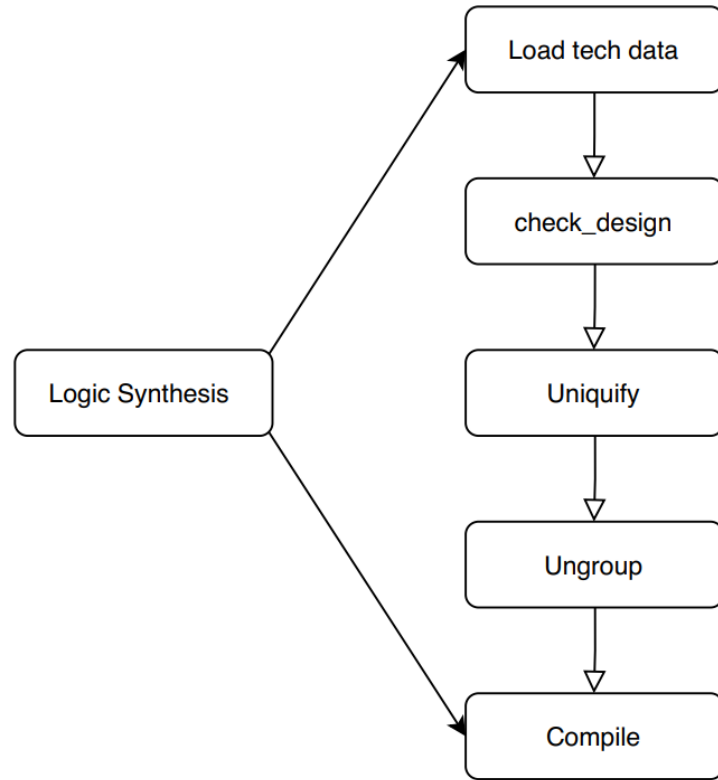 Load tech data
check_design
Logic Synthesis
Uniquify
Ungroup
Compile